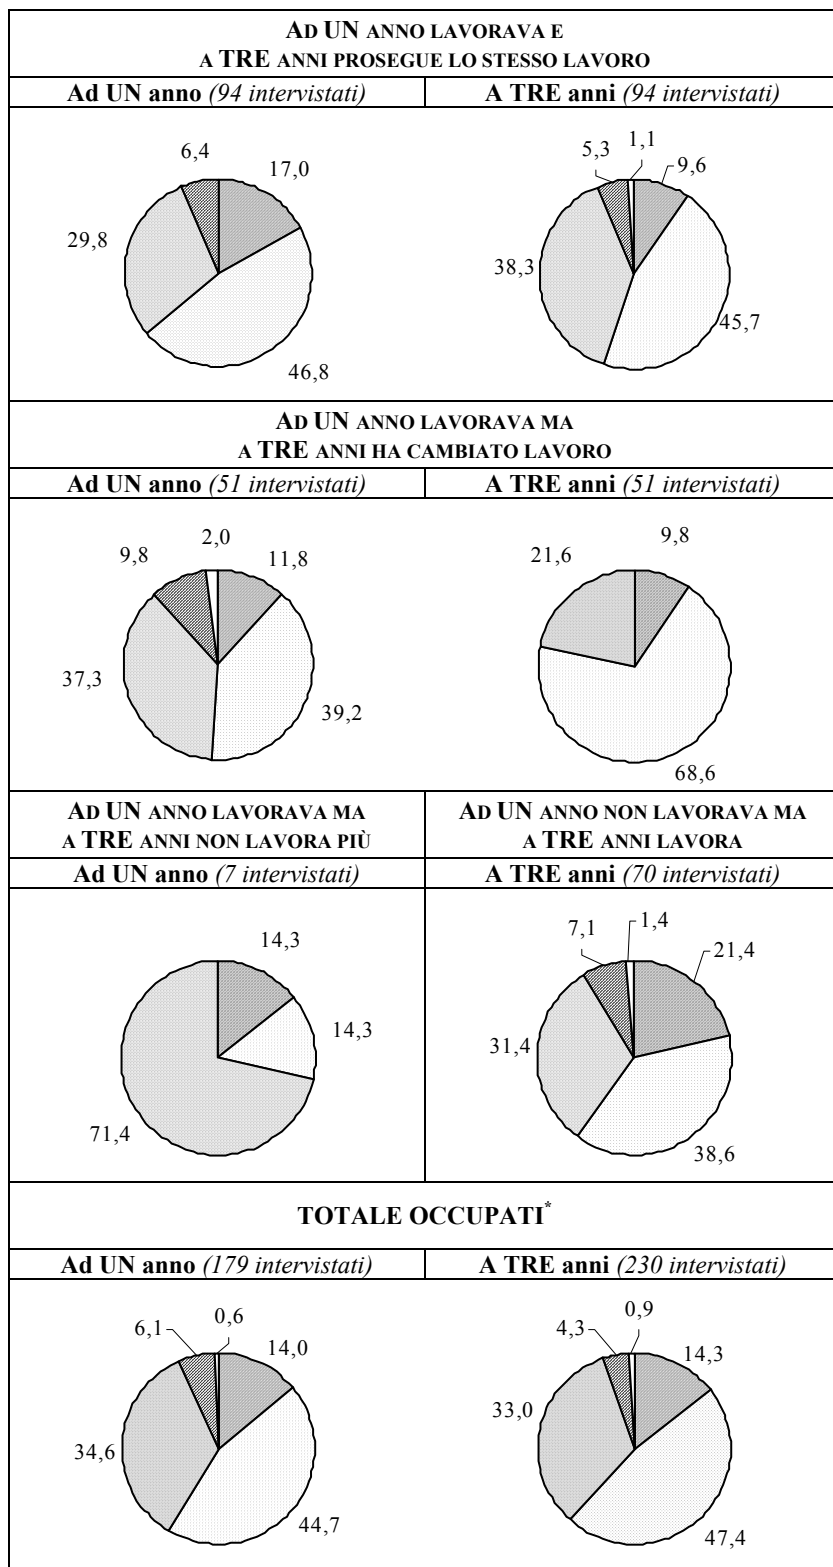 AD UN ANNO LAVORAVA E
A TRE ANNI PROSEGUE LO STESSO LAVORO
Ad UN anno (94 intervistati)
A TRE anni (94 intervistati)
6,4
17,0
29,8
46,8
5,3
1,1
9,6
38,3
45,7
AD UN ANNO LAVORAVA MA
A TRE ANNI HA CAMBIATO LAVORO
Ad UN anno (51 intervistati)
A TRE anni (51 intervistati)
9,8
2,0
11,8
37,3
39,2
21,6
9,8
68,6
AD UN ANNO LAVORAVA MA
A TRE ANNI NON LAVORA PIÙ
AD UN ANNO NON LAVORAVA MA
A TRE ANNI LAVORA
Ad UN anno (7 intervistati)
A TRE anni (70 intervistati)
14,3
14,3
71,4
7,1
1,4
21,4
31,4
38,6
TOTALE OCCUPATI*
Ad UN anno (179 intervistati)
A TRE anni (230 intervistati)
6,1
0,6
14,0
34,6
44,7
4,3
0,9
14,3
33,0
47,4